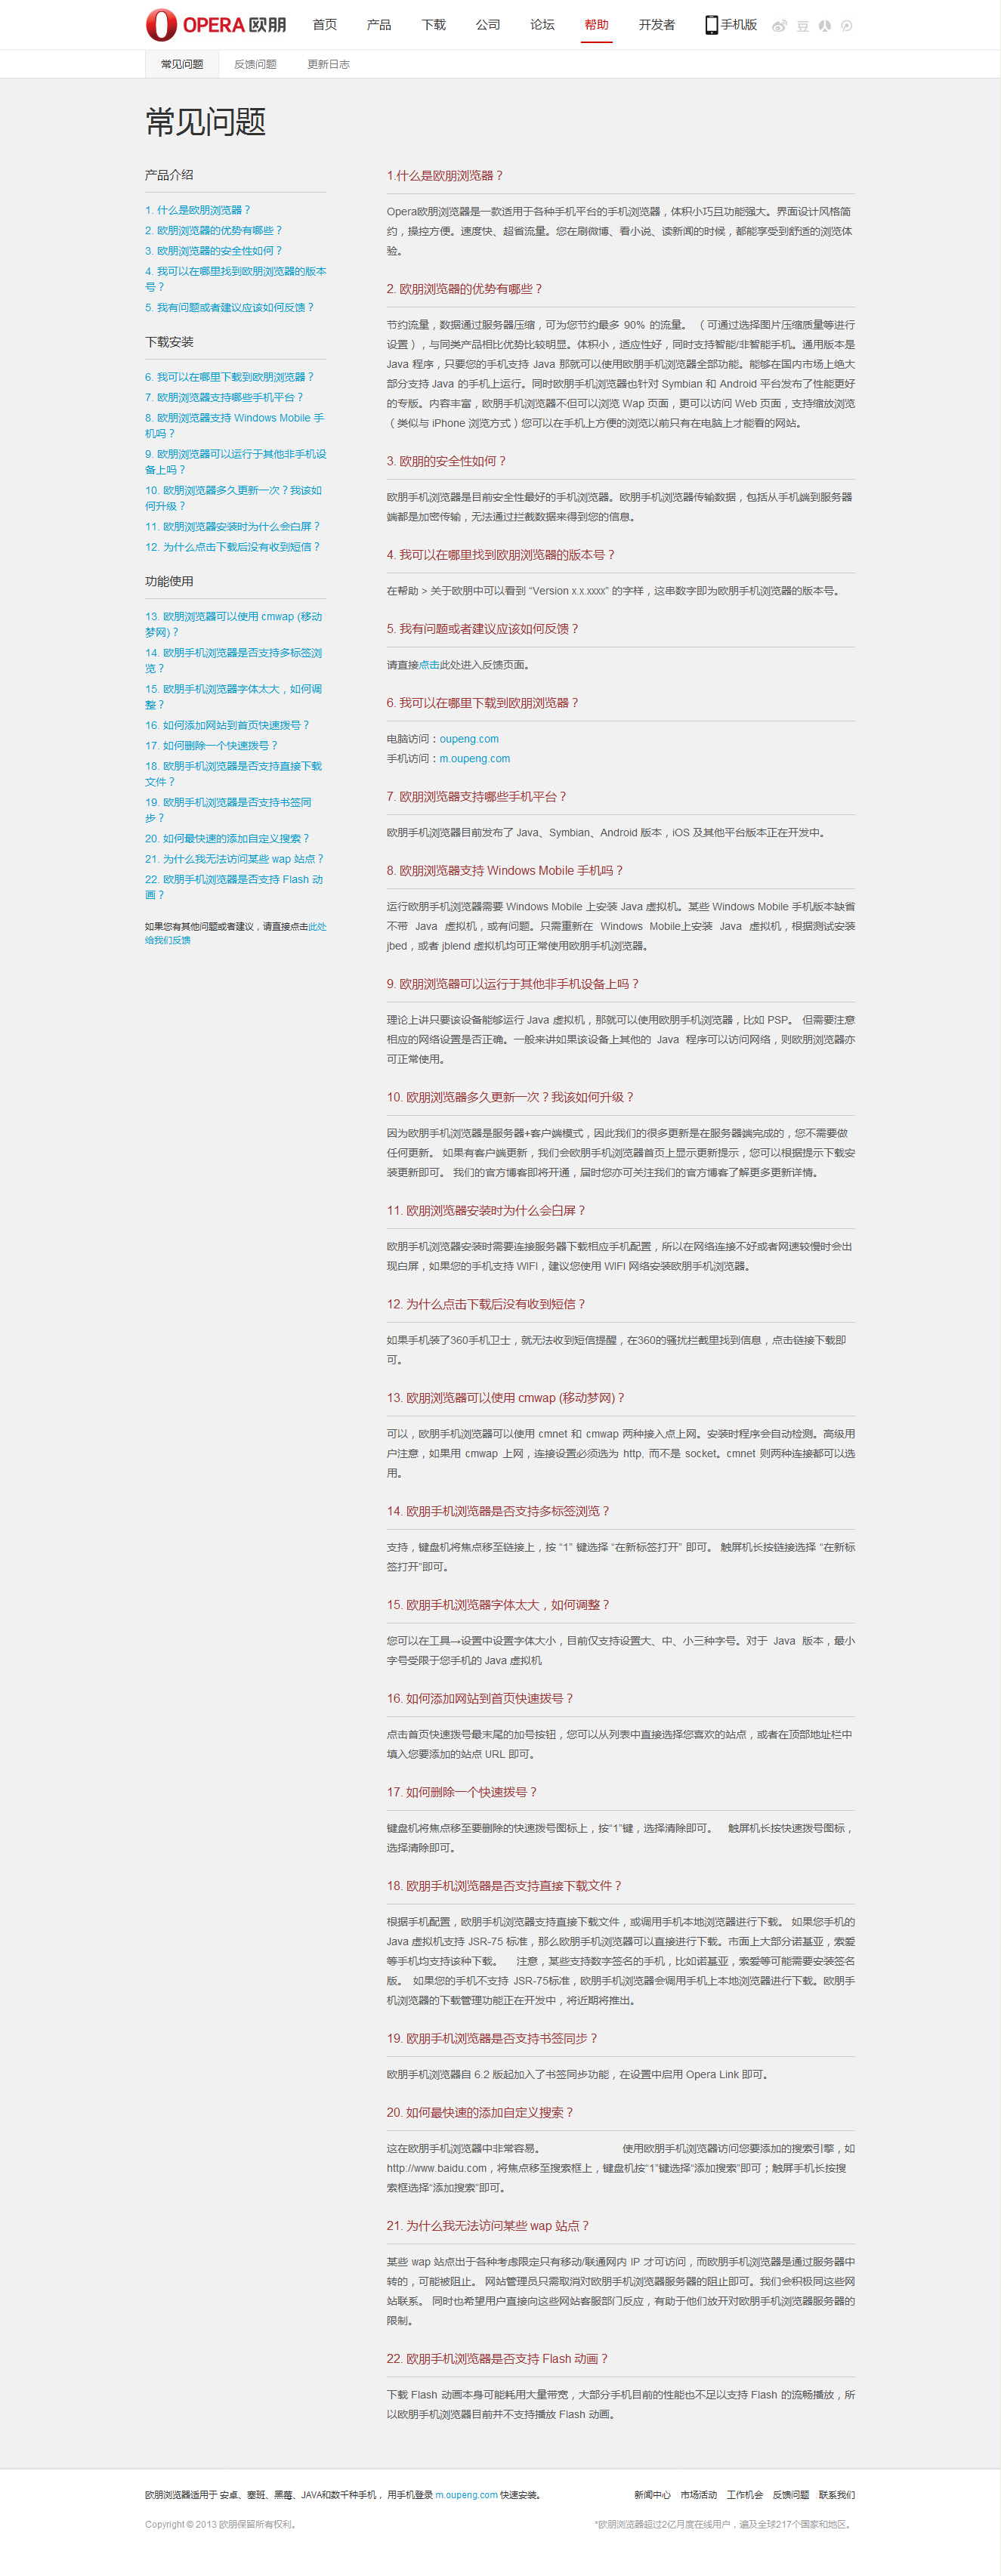 OPERA 欧朋
首页 产品 下载 公司 论坛 帮助 开发者 手机版
常见问题 反馈问题 更新日志
常见问题
产品介绍
1. 什么是欧朋浏览器？
2. 欧朋浏览器的优势有哪些？
3. 欧朋浏览器的安全性如何？
4. 我可以在哪里找到欧朋浏览器的版本
号？
5. 我有问题或者建议应该如何反馈？
下载安装
6. 我可以在哪里下载到欧朋浏览器？
7. 欧朋浏览器支持哪些手机平台？
8. 欧朋浏览器支持 Windows Mobile 手
机吗？
9. 欧朋浏览器可以运行于其他非手机设
备上吗？
10. 欧朋浏览器多久更新一次？我该如
何升级？
11. 欧朋浏览器安装时为什么会白屏？
12. 为什么点击下载后没有收到短信？
功能使用
13. 欧朋浏览器可以使用 cmwap (移动
梦网)？
14. 欧朋手机浏览器是否支持多标签浏
览？
15. 欧朋手机浏览器字体太大，如何调
整？
16. 如何添加网站到首页快速拨号？
17. 如何删除一个快速拨号？
18. 欧朋手机浏览器是否支持直接下载
文件？
19. 欧朋手机浏览器是否支持书签同
步？
20. 如何最快速的添加自定义搜索？
21. 为什么我无法访问某些 wap 站点？
22. 欧朋手机浏览器是否支持 Flash 动
画？
如果您有其他问题或者建议，请直接点击此处
给我们反馈
1.什么是欧朋浏览器？
Opera欧朋浏览器是一款适用于各种手机平台的手机浏览器，体积小巧且功能强大。界面设计风格简
约，操控方便。速度快、超省流量。您在刷微博、看小说、读新闻的时候，都能享受到舒适的浏览体
验。
2. 欧朋浏览器的优势有哪些？
节约流量，数据通过服务器压缩，可为您节约最多 90% 的流量。 （可通过选择图片压缩质量等进行
设置），与同类产品相比优势比较明显。体积小，适应性好，同时支持智能/非智能手机。通用版本是
Java 程序，只要您的手机支持 Java 那就可以使用欧朋手机浏览器全部功能。能够在国内市场上绝大
部分支持 Java 的手机上运行。同时欧朋手机浏览器也针对 Symbian 和 Android 平台发布了性能更好
的专版。内容丰富，欧朋手机浏览器不但可以浏览 Wap 页面，更可以访问 Web 页面，支持缩放浏览
（类似与 iPhone 浏览方式）您可以在手机上方便的浏览以前只有在电脑上才能看的网站。
3. 欧朋的安全性如何？
欧朋手机浏览器是目前安全性最好的手机浏览器。欧朋手机浏览器传输数据，包括从手机端到服务器
端都是加密传输，无法通过拦截数据来得到您的信息。
4. 我可以在哪里找到欧朋浏览器的版本号？
在帮助 > 关于欧朋中可以看到 “Version x.x.xxxx” 的字样，这串数字即为欧朋手机浏览器的版本号。
5. 我有问题或者建议应该如何反馈？
请直接点击此处进入反馈页面。
6. 我可以在哪里下载到欧朋浏览器？
电脑访问：oupeng.com
手机访问：m.oupeng.com
7. 欧朋浏览器支持哪些手机平台？
欧朋手机浏览器目前发布了 Java、Symbian、Android 版本，iOS 及其他平台版本正在开发中。
8. 欧朋浏览器支持 Windows Mobile 手机吗？
运行欧朋手机浏览器需要 Windows Mobile 上安装 Java 虚拟机。某些 Windows Mobile 手机版本缺省
不带 Java 虚拟机，或有问题。只需重新在 Windows Mobile上安装 Java 虚拟机，根据测试安装
jbed，或者 jblend 虚拟机均可正常使用欧朋手机浏览器。
9. 欧朋浏览器可以运行于其他非手机设备上吗？
理论上讲只要该设备能够运行 Java 虚拟机，那就可以使用欧朋手机浏览器，比如 PSP。 但需要注意
相应的网络设置是否正确。一般来讲如果该设备上其他的 Java 程序可以访问网络，则欧朋浏览器亦
可正常使用。
10. 欧朋浏览器多久更新一次？我该如何升级？
因为欧朋手机浏览器是服务器+客户端模式，因此我们的很多更新是在服务器端完成的，您不需要做
任何更新。 如果有客户端更新，我们会欧朋手机浏览器首页上显示更新提示，您可以根据提示下载安
装更新即可。 我们的官方博客即将开通，届时您亦可关注我们的官方博客了解更多更新详情。
11. 欧朋浏览器安装时为什么会白屏？
欧朋手机浏览器安装时需要连接服务器下载相应手机配置，所以在网络连接不好或者网速较慢时会出
现白屏，如果您的手机支持 WIFI，建议您使用 WIFI 网络安装欧朋手机浏览器。
12. 为什么点击下载后没有收到短信？
如果手机装了360手机卫士，就无法收到短信提醒，在360的骚扰拦截里找到信息，点击链接下载即
可。
13. 欧朋浏览器可以使用 cmwap (移动梦网)？
可以，欧朋手机浏览器可以使用 cmnet 和 cmwap 两种接入点上网。安装时程序会自动检测。高级用
户注意，如果用 cmwap 上网，连接设置必须选为 http, 而不是 socket。cmnet 则两种连接都可以选
用。
14. 欧朋手机浏览器是否支持多标签浏览？
支持，键盘机将焦点移至链接上，按 “1” 键选择 “在新标签打开” 即可。 触屏机长按链接选择 “在新标
签打开”即可。
15. 欧朋手机浏览器字体太大，如何调整？
您可以在工具→设置中设置字体大小，目前仅支持设置大、中、小三种字号。对于 Java 版本，最小
字号受限于您手机的 Java 虚拟机
16. 如何添加网站到首页快速拨号？
点击首页快速拨号最末尾的加号按钮，您可以从列表中直接选择您喜欢的站点，或者在顶部地址栏中
填入您要添加的站点 URL 即可。
17. 如何删除一个快速拨号？
键盘机将焦点移至要删除的快速拨号图标上，按“1”键，选择清除即可。 触屏机长按快速拨号图标，
选择清除即可。
18. 欧朋手机浏览器是否支持直接下载文件？
根据手机配置，欧朋手机浏览器支持直接下载文件，或调用手机本地浏览器进行下载。 如果您手机的
Java 虚拟机支持 JSR-75 标准，那么欧朋手机浏览器可以直接进行下载。市面上大部分诺基亚，索爱
等手机均支持该种下载。 注意，某些支持数字签名的手机，比如诺基亚，索爱等可能需要安装签名
版。 如果您的手机不支持 JSR-75标准，欧朋手机浏览器会调用手机上本地浏览器进行下载。欧朋手
机浏览器的下载管理功能正在开发中，将近期将推出。
19. 欧朋手机浏览器是否支持书签同步？
欧朋手机浏览器自 6.2 版起加入了书签同步功能，在设置中启用 Opera Link 即可。
20. 如何最快速的添加自定义搜索？
这在欧朋手机浏览器中非常容易。 使用欧朋手机浏览器访问您要添加的搜索引擎，如
http://www.baidu.com，将焦点移至搜索框上，键盘机按“1”键选择“添加搜索”即可；触屏手机长按搜
索框选择“添加搜索”即可。
21. 为什么我无法访问某些 wap 站点？
某些 wap 站点出于各种考虑限定只有移动/联通网内 IP 才可访问，而欧朋手机浏览器是通过服务器中
转的，可能被阻止。 网站管理员只需取消对欧朋手机浏览器服务器的阻止即可。我们会积极同这些网
站联系。 同时也希望用户直接向这些网站客服部门反应，有助于他们放开对欧朋手机浏览器服务器的
限制。
22. 欧朋手机浏览器是否支持 Flash 动画？
下载 Flash 动画本身可能耗用大量带宽，大部分手机目前的性能也不足以支持 Flash 的流畅播放，所
以欧朋手机浏览器目前并不支持播放 Flash 动画。
欧朋浏览器适用于 安卓、塞班、黑莓、JAVA和数千种手机， 用手机登录 m.oupeng.com 快速安装。
新闻中心 市场活动 工作机会 反馈问题 联系我们
Copyright © 2013 欧朋保留所有权利。
*欧朋浏览器超过2亿月度在线用户，遍及全球217个国家和地区。